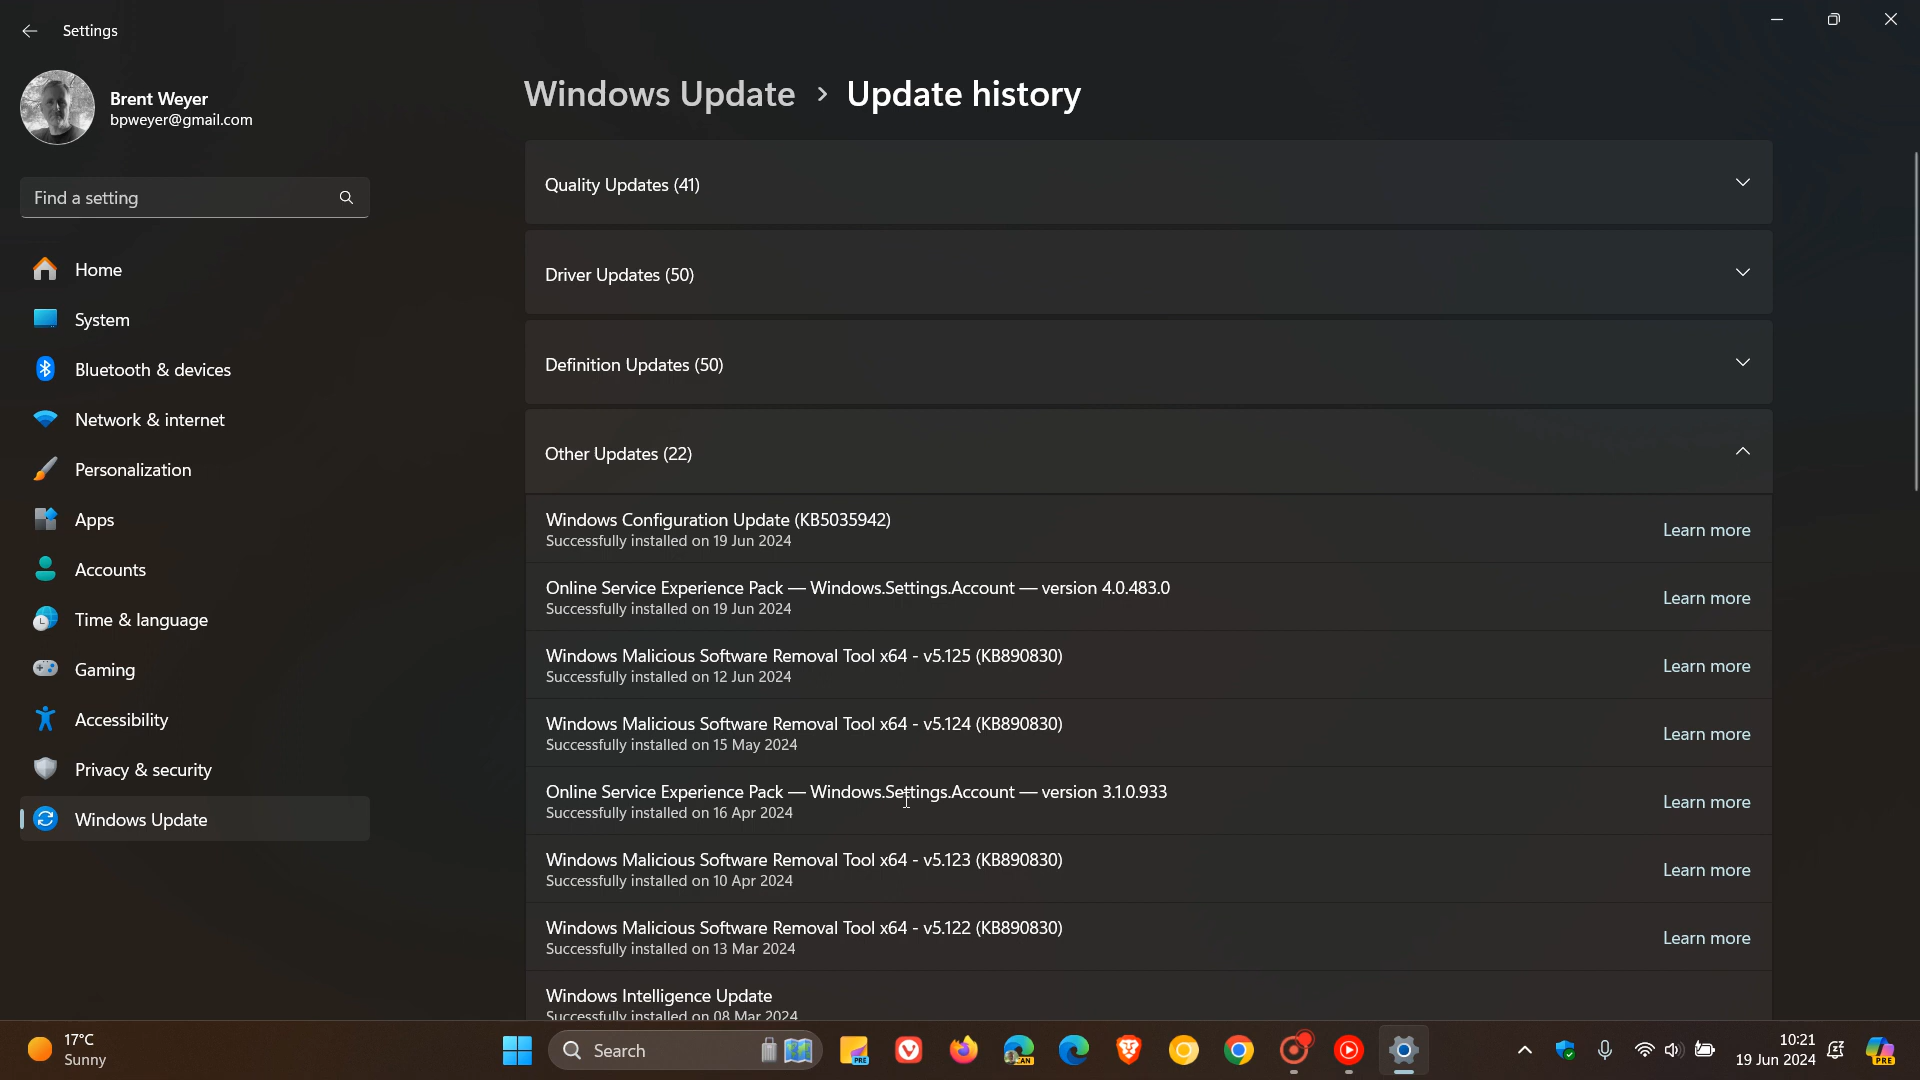 Settings
Brent Weyer
bpweyer@gmail.com
Find a setting
Home
System
Bluetooth & devices
Network & internet
Personalization
Apps
Accounts
Time & language
Gaming
Accessibility
Privacy & security
Windows Update
Windows Update > Update history
Quality Updates (41)
Driver Updates (50)
Definition Updates (50)
Other Updates (22)
Windows Configuration Update (KB5035942)
Successfully installed on 19 Jun 2024
Learn more
Online Service Experience Pack — Windows.Settings.Account — version 4.0.483.0
Successfully installed on 19 Jun 2024
Learn more
Windows Malicious Software Removal Tool x64 - v5.125 (KB890830)
Successfully installed on 12 Jun 2024
Learn more
Windows Malicious Software Removal Tool x64 - v5.124 (KB890830)
Successfully installed on 15 May 2024
Learn more
Online Service Experience Pack — Windows.Settings.Account — version 3.1.0.933
Successfully installed on 16 Apr 2024
Learn more
Windows Malicious Software Removal Tool x64 - v5.123 (KB890830)
Successfully installed on 10 Apr 2024
Learn more
Windows Malicious Software Removal Tool x64 - v5.122 (KB890830)
Successfully installed on 13 Mar 2024
Learn more
Windows Intelligence Update
Successfully installed on 08 Mar 2024
17°C
Sunny
Search
PRE
CAN
10:21
19 Jun 2024
PRE